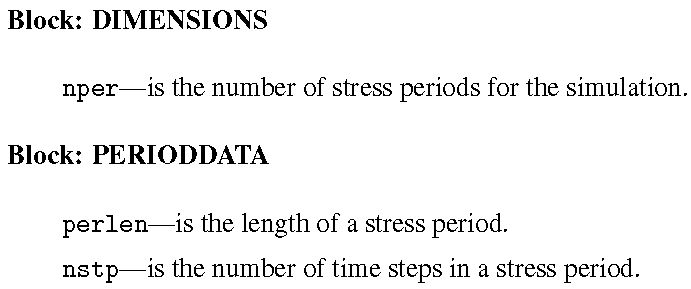 Block: DIMENSIONS
nper—is the number of stress periods for the simulation.
Block: PERIODDATA
perlen—is the length of a stress period.
nstp—is the number of time steps in a stress period.